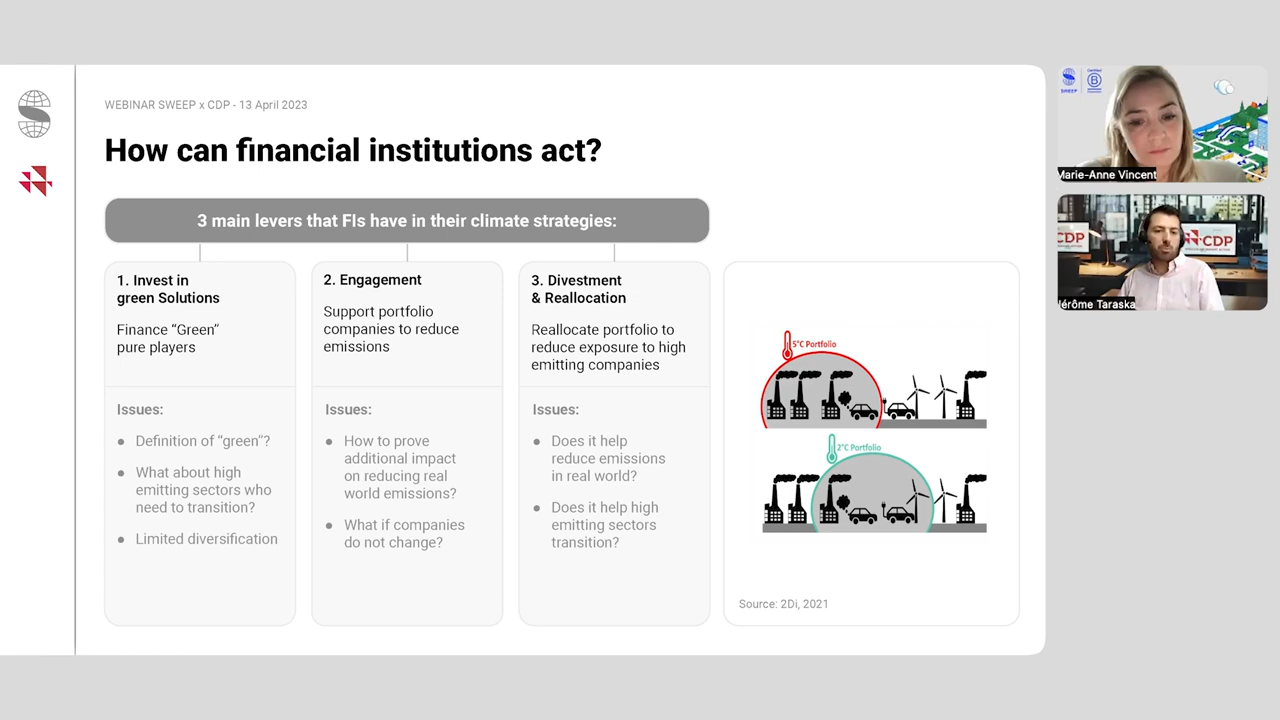 WEBINAR SWEEP x CDP - 13 April 2023
How can financial institutions act?
3 main levers that FIs have in their climate strategies:
1. Invest in
green Solutions
Finance “Green”
pure players
Issues:
● Definition of “green”?
● What about high
emitting sectors who
need to transition?
● Limited diversification
2. Engagement
Support portfolio
companies to reduce
emissions
Issues:
● How to prove
additional impact
on reducing real
world emissions?
● What if companies
do not change?
3. Divestment
& Reallocation
Reallocate portfolio to
reduce exposure to high
emitting companies
Issues:
● Does it help
reduce emissions
in real world?
● Does it help high
emitting sectors
transition?
5°C Portfolio
2°C Portfolio
Source: 2Di, 2021
SWEEP
Certified
B
Marie-Anne Vincent
CDP
CDP
Jérôme Taraska